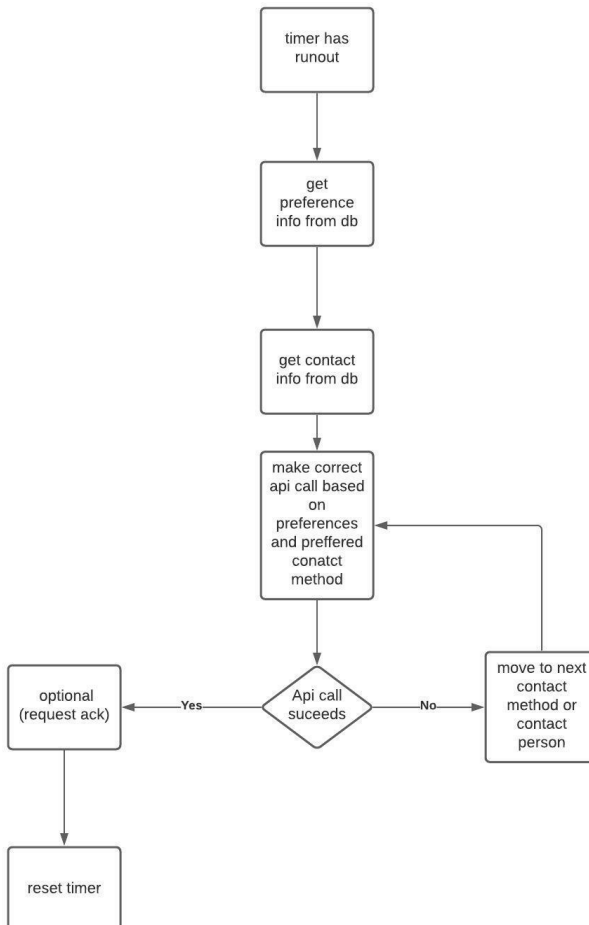 timer has
runout
get
preference
info from db
get contact
info from db
make correct
api call based
on
preferences
and preffered
conatct
method
Api call
suceeds
Yes
No
optional
(request ack)
move to next
contact
method or
contact
person
reset timer